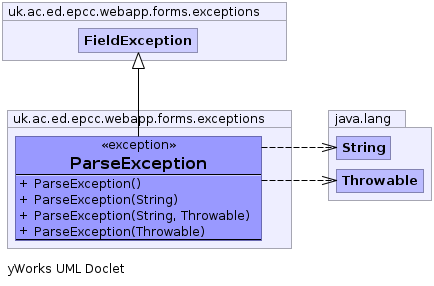 uk.ac.ed.epcc.webapp.forms.exceptions
FieldException
uk.ac.ed.epcc.webapp.forms.exceptions
«exception»
ParseException
+ ParseException()
+ ParseException(String)
+ ParseException(String, Throwable)
+ ParseException(Throwable)
java.lang
String
Throwable
yWorks UML Doclet